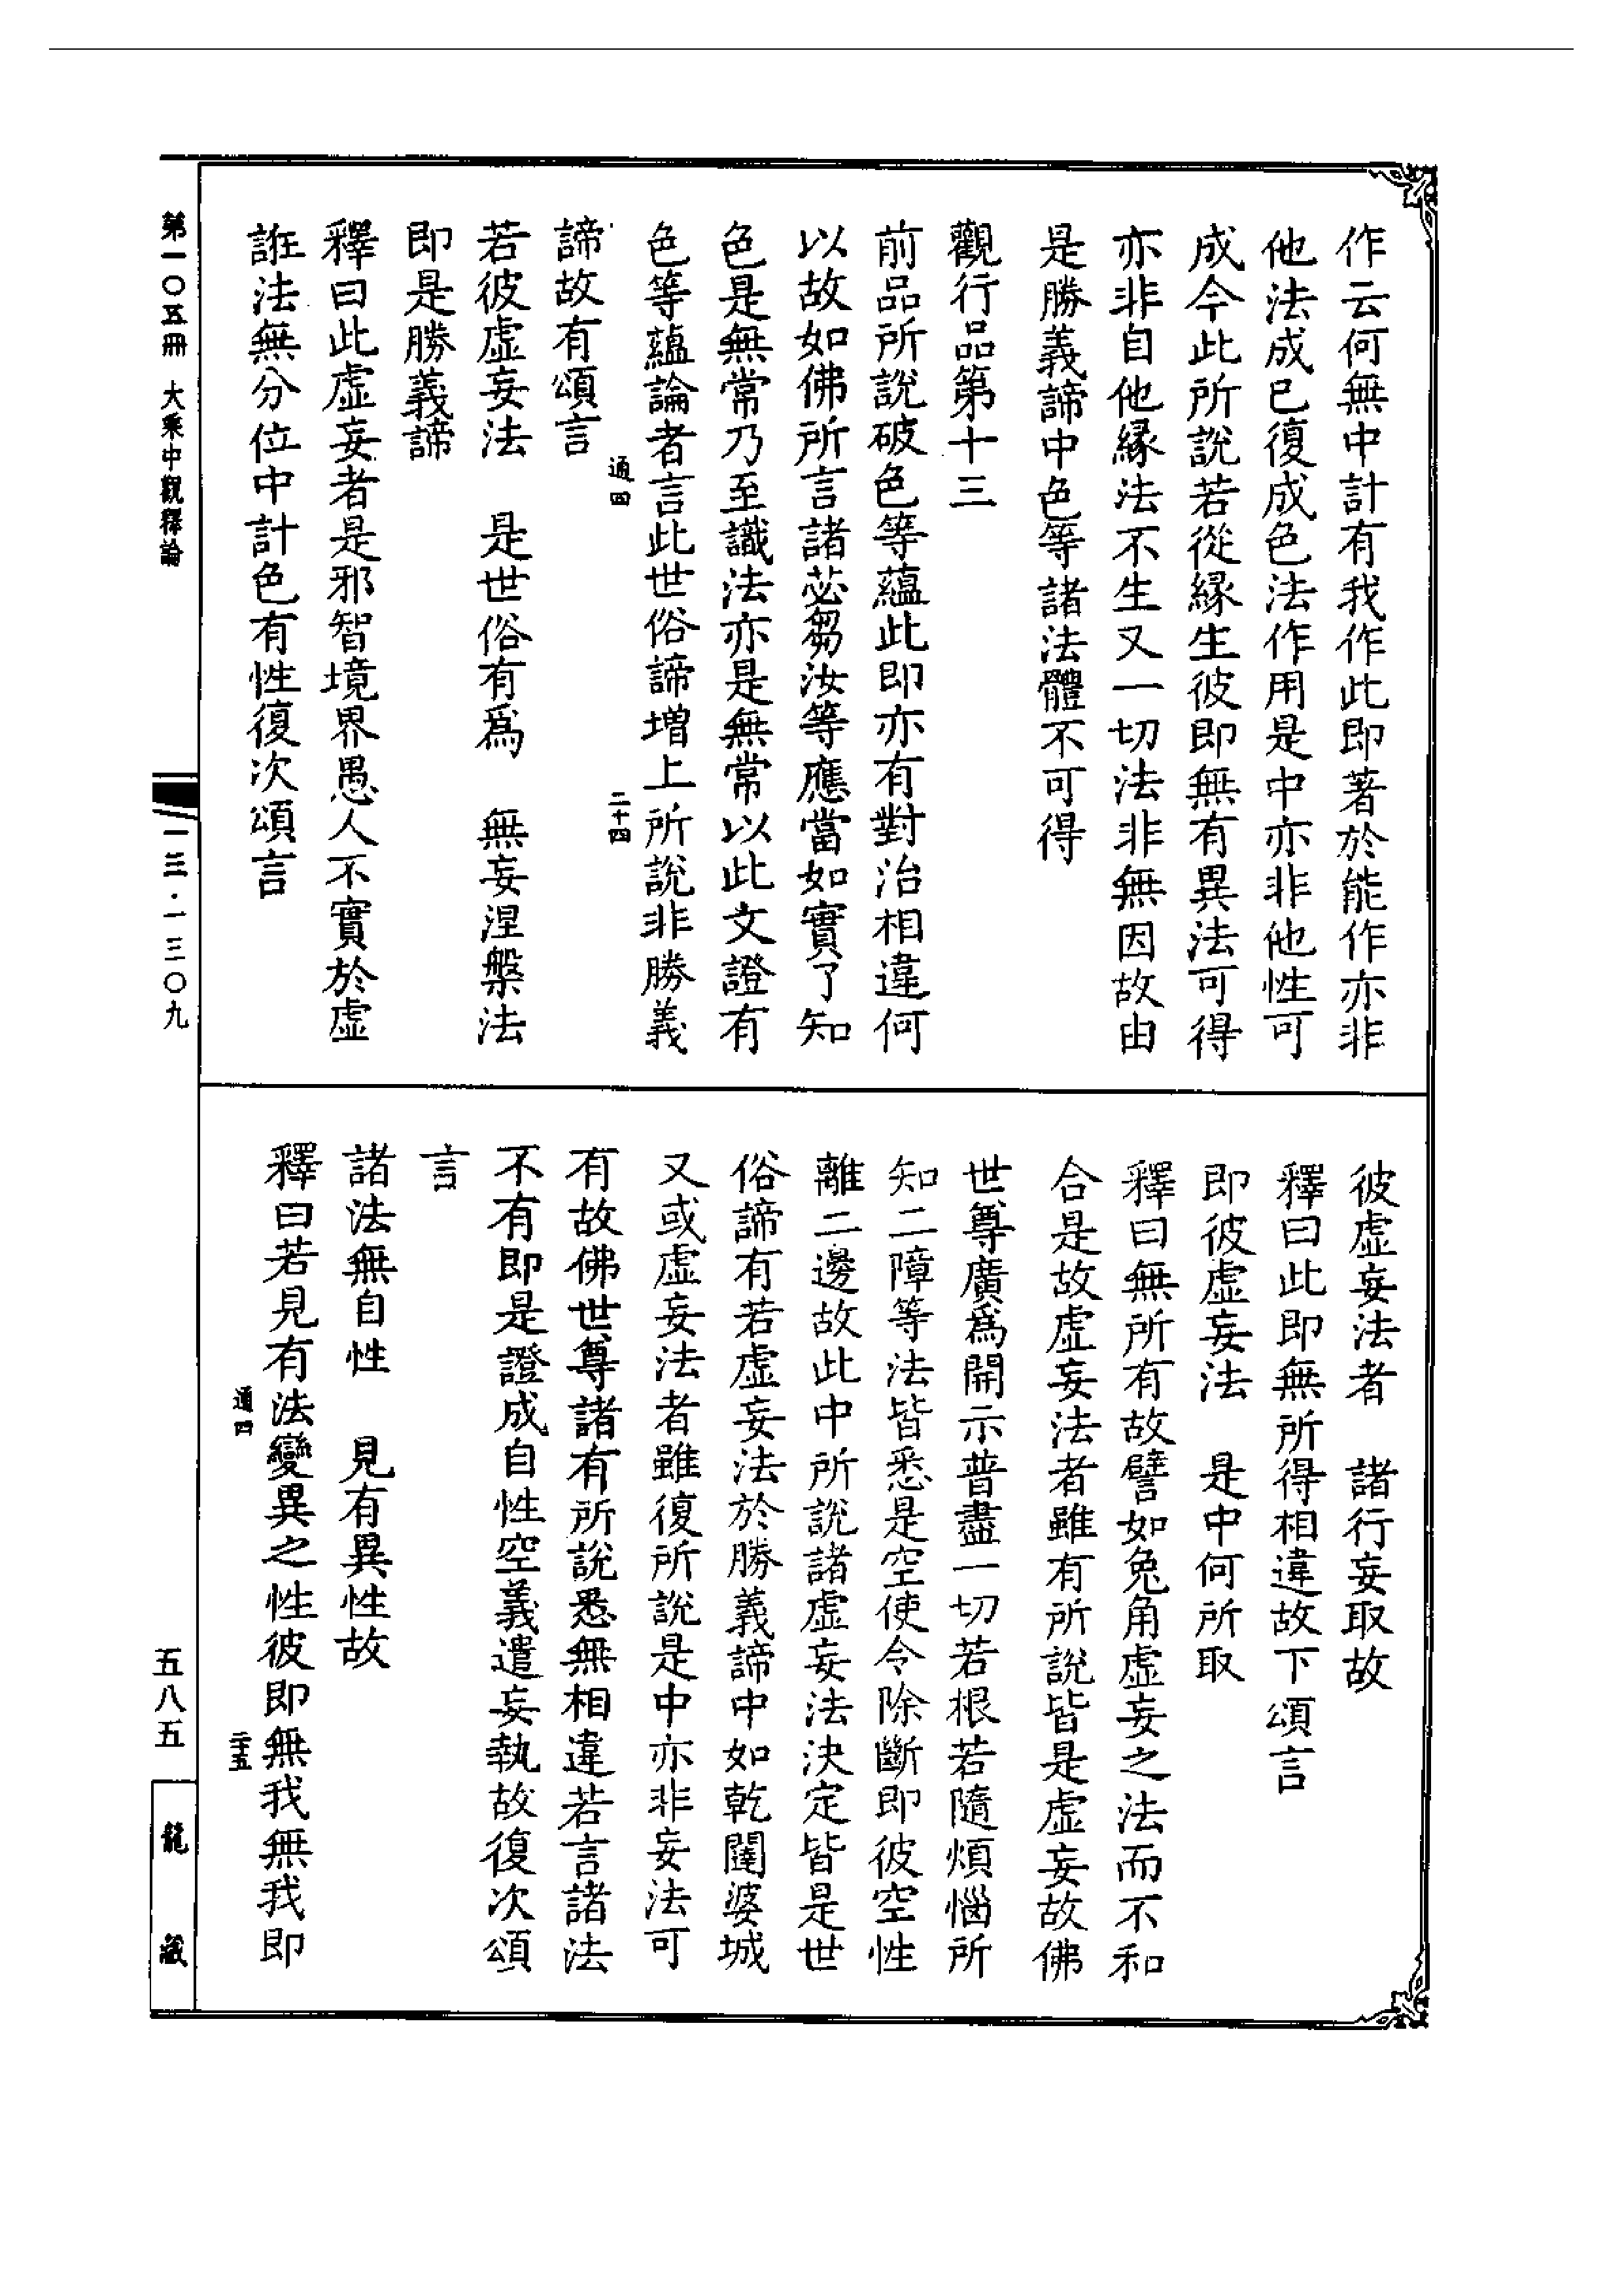 作云何無中計有我作此即著於能作亦非
他法成已復成色法作用是中亦非他性可
成今此所說若從緣生彼即無有異法可得
亦非自他緣法不生又一切法非無因故由
是勝義諦中色等諸法體不可得
觀行品第十三
前品所說破色等蘊此即亦有對治相違何
以故如佛所言諸苾芻汝等應當如實了知
色是無常乃至識法亦是無常以此文證有
色等蘊論者言此世俗諦增上所說非勝義
通四 二十四
諦故有頌言
若彼虛妄法 是世俗有爲 無妄涅槃法
即是勝義諦
釋曰此虛妄者是邪智境界愚人不實於虛
誑法無分位中計色有性復次頌言
彼虛妄法者 諸行妄取故
釋曰此即無所得相違故下頌言
即彼虛妄法 是中何所取
釋曰無所有故譬如兔角虛妄之法而不和
合是故虛妄法者雖有所說皆是虛妄故佛
世尊廣爲開示普盡一切若根若隨煩惱所
知二障等法皆悉是空使令除斷即彼空性
離二邊故此中所說諸虛妄法決定皆是世
俗諦有若虛妄法於勝義諦中如乾闥婆城
又或虛妄法者雖復所說是中亦非妄法可
有故佛世尊諸有所說悉無相違若言諸法
不有即是證成自性空義遣妄執故復次頌
言
諸法無自性 見有異性故
釋曰若見有法變異之性彼即無我無我即
通四 二十五
第一〇五冊 大乘中觀釋論
一三·一三〇九
五八五
龍藏